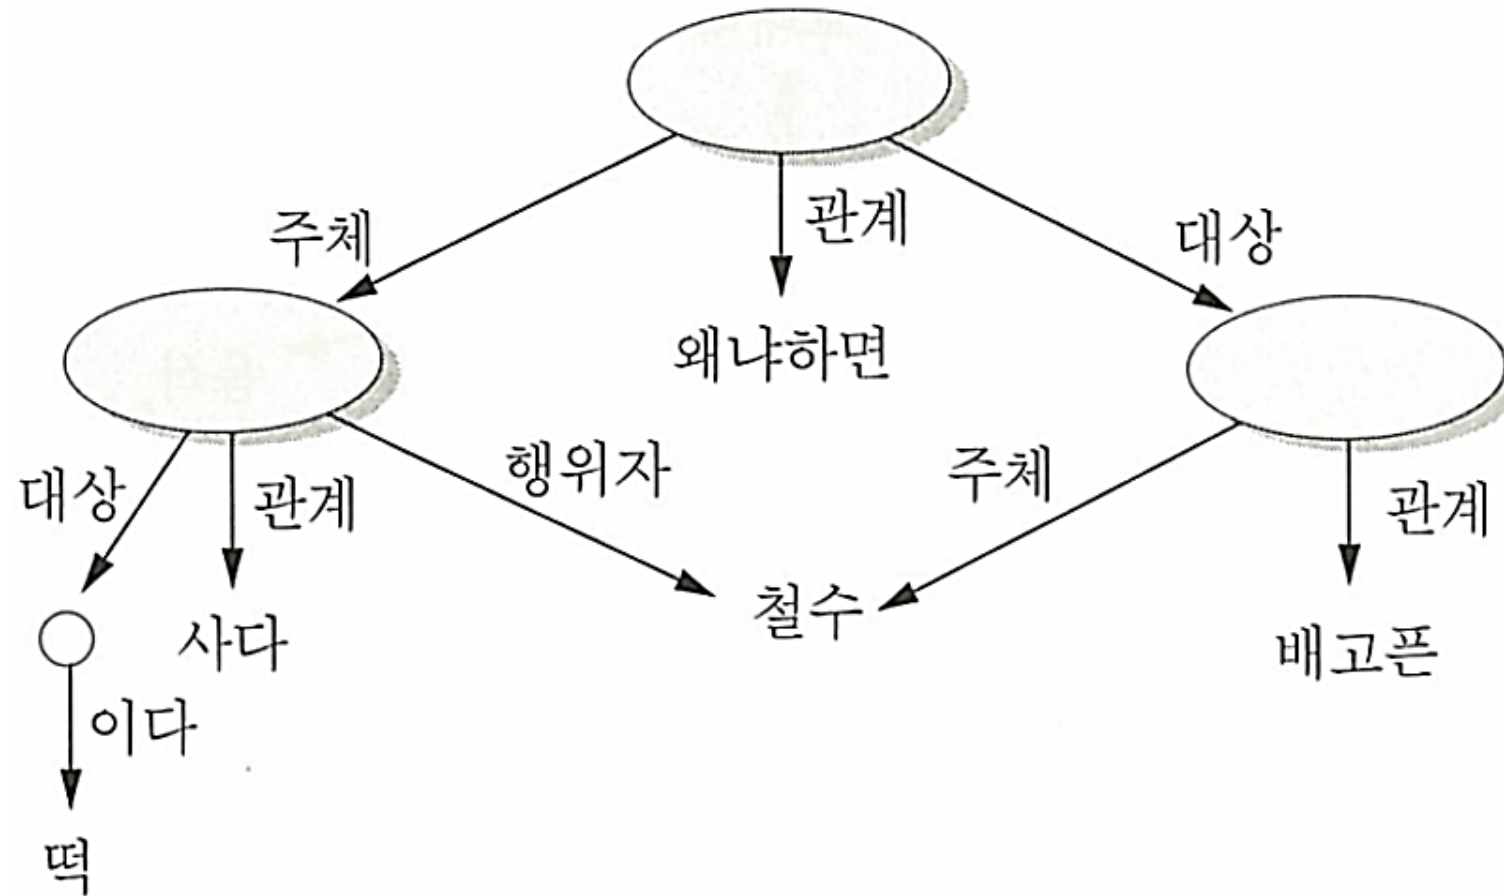 관계
주체
대상
왜냐하면
행위자
주체
대상
관계
관계
철수
사다
배고픈
이다
떡